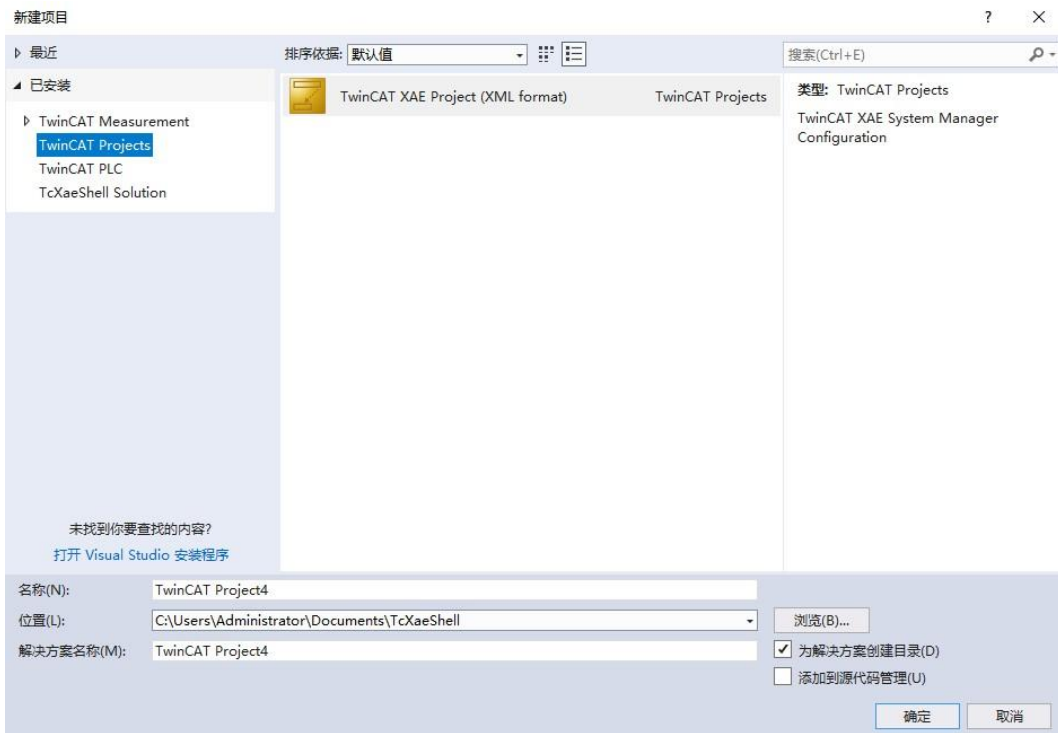 新建项目
?
最近
排序依据: 默认值
搜索(Ctrl+E)
已安装
TwinCAT Measurement
TwinCAT Projects
TwinCAT PLC
TcXaeShell Solution
TwinCAT XAE Project (XML format)
TwinCAT Projects
类型: TwinCAT Projects
TwinCAT XAE System Manager
Configuration
未找到你要查找的内容?
打开 Visual Studio 安装程序
名称(N): TwinCAT Project4
位置(L): C:\Users\Administrator\Documents\TcXaeShell
浏览(B)...
解决方案名称(M): TwinCAT Project4
为解决方案创建目录(D)
添加到源代码管理(U)
确定
取消